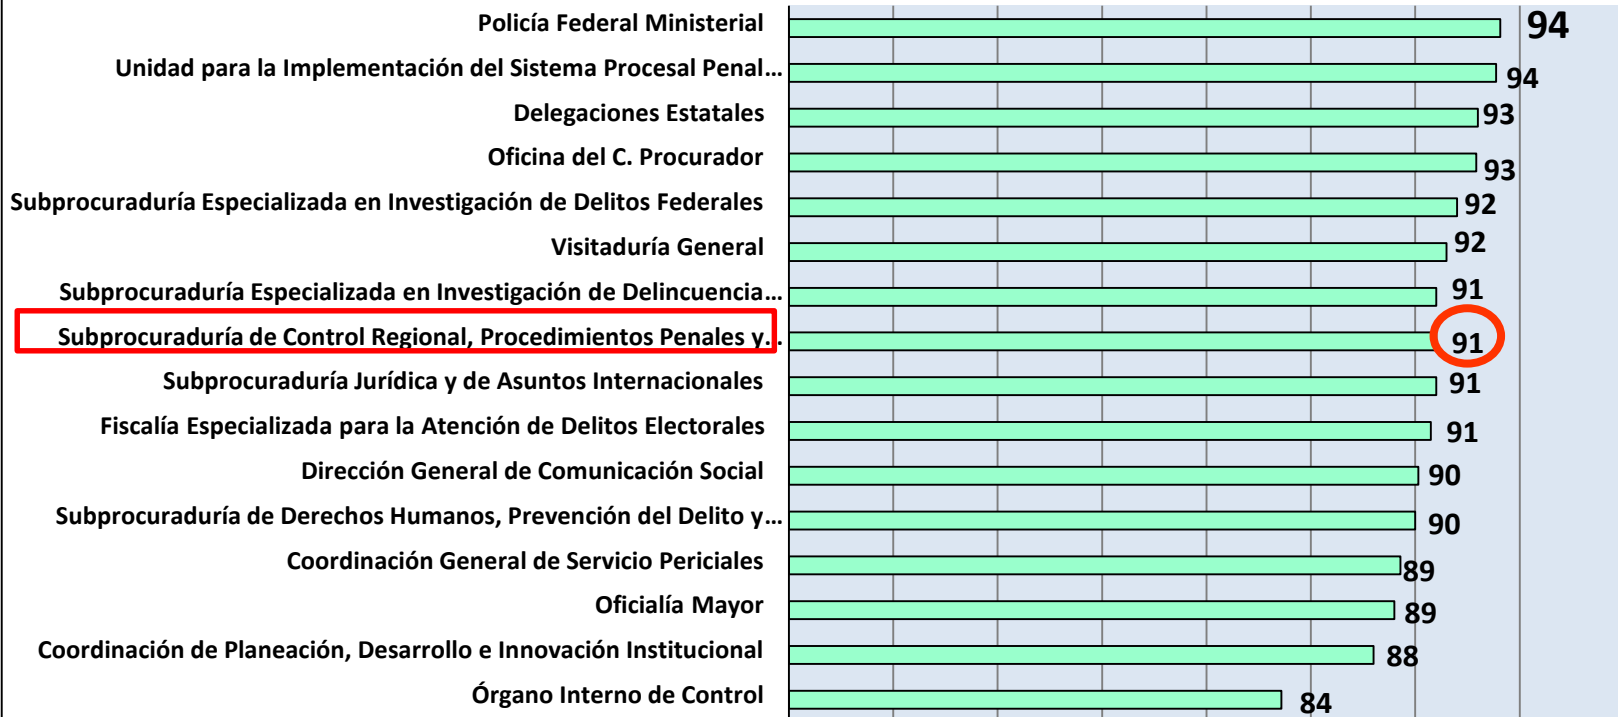 Policía Federal Ministerial 94
Unidad para la Implementación del Sistema Procesal Penal... 94
Delegaciones Estatales 93
Oficina del C. Procurador 93
Subprocuraduría Especializada en Investigación de Delitos Federales 92
Visitaduría General 92
Subprocuraduría Especializada en Investigación de Delincuencia... 91
Subprocuraduría de Control Regional, Procedimientos Penales y... 91
Subprocuraduría Jurídica y de Asuntos Internacionales 91
Fiscalía Especializada para la Atención de Delitos Electorales 91
Dirección General de Comunicación Social 90
Subprocuraduría de Derechos Humanos, Prevención del Delito y... 90
Coordinación General de Servicio Periciales 89
Oficialía Mayor 89
Coordinación de Planeación, Desarrollo e Innovación Institucional 88
Órgano Interno de Control 84